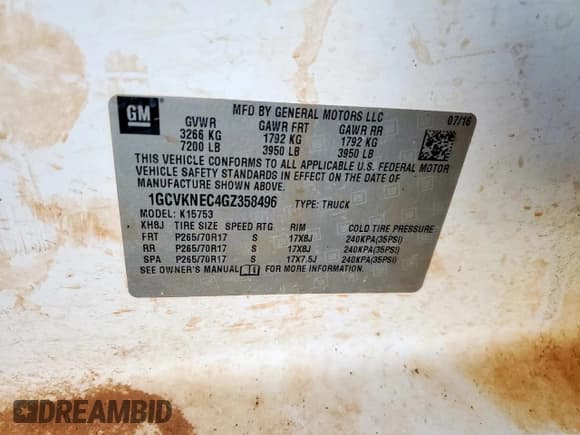 GM
MFD BY GENERAL MOTORS LLC 07/16
GVWR GAWR FRT GAWR RR
3266 KG 1792 KG 1792 KG
7200 LB 3950 LB 3950 LB
THIS VEHICLE CONFORMS TO ALL APPLICABLE U.S. FEDERAL MOTOR
VEHICLE SAFETY STANDARDS IN EFFECT ON THE DATE OF
MANUFACTURE SHOWN ABOVE.
1GCVKNEC4GZ358496 TYPE: TRUCK
MODEL: K15753
KH8J TIRE SIZE SPEED RTG RIM COLD TIRE PRESSURE
FRT P265/70R17 S 17X8J 240KPA(35PSI)
RR P265/70R17 S 17X8J 240KPA(35PSI)
SPA P265/70R17 S 17X7.5J 240KPA(35PSI)
SEE OWNER'S MANUAL FOR MORE INFORMATION.
DREAMBID